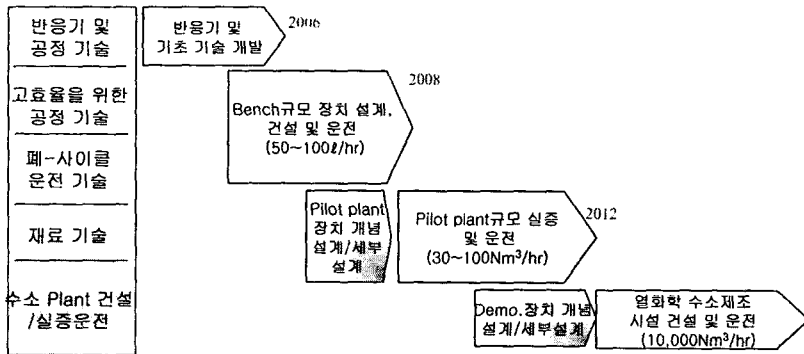 반응기 및
공정 기술
고효율을 위한
공정 기술
폐-사이클
운전 기술
재료 기술
수소 Plant 건설
/실증운전
반응기 및
기초 기술 개발
2006
Bench규모 장치 설계,
건설 및 운전
(50~100ℓ/hr)
2008
Pilot plant
장치 개념
설계/세부
설계
Pilot plant규모 실증
및 운전
(30~100Nm³/hr)
2012
Demo.장치 개념
설계/세부설계
열화학 수소제조
시설 건설 및 운전
(10,000Nm³/hr)